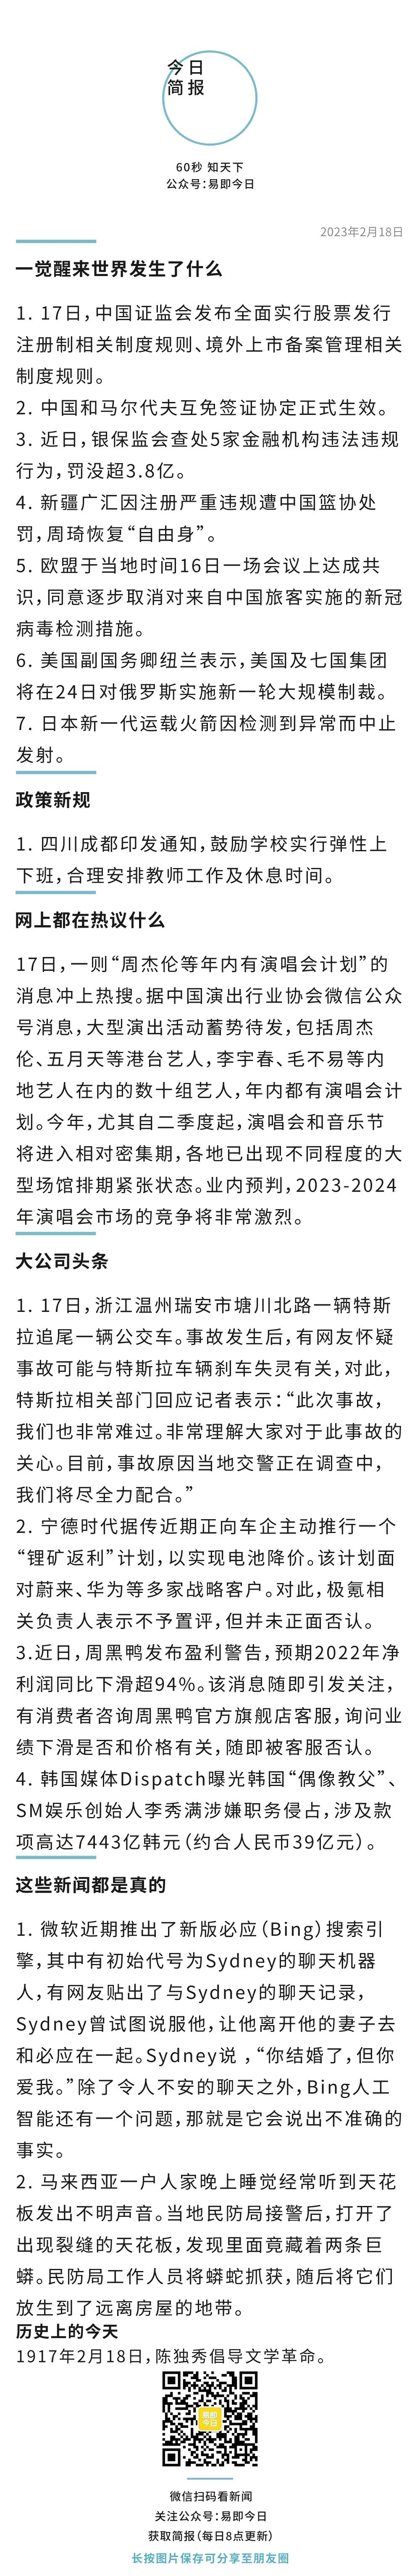 今日
简报
60秒 知天下
公众号：易即今日
2023年2月18日
一觉醒来世界发生了什么
1. 17日，中国证监会发布全面实行股票发行
注册制相关制度规则、境外上市备案管理相关
制度规则。
2. 中国和马尔代夫互免签证协定正式生效。
3. 近日，银保监会查处5家金融机构违法违规
行为，罚没超3.8亿。
4. 新疆广汇因注册严重违规遭中国篮协处
罚，周琦恢复“自由身”。
5. 欧盟于当地时间16日一场会议上达成共
识，同意逐步取消对来自中国旅客实施的新冠
病毒检测措施。
6. 美国副国务卿纽兰表示，美国及七国集团
将在24日对俄罗斯实施新一轮大规模制裁。
7. 日本新一代运载火箭因检测到异常而中止
发射。
政策新规
1. 四川成都印发通知，鼓励学校实行弹性上
下班，合理安排教师工作及休息时间。
网上都在热议什么
17日，一则“周杰伦等年内有演唱会计划”的
消息冲上热搜。据中国演出行业协会微信公众
号消息，大型演出活动蓄势待发，包括周杰
伦、五月天等港台艺人，李宇春、毛不易等内
地艺人在内的数十组艺人，年内都有演唱会计
划。今年，尤其自二季度起，演唱会和音乐节
将进入相对密集期，各地已出现不同程度的大
型场馆排期紧张状态。业内预判，2023-2024
年演唱会市场的竞争将非常激烈。
大公司头条
1. 17日，浙江温州瑞安市塘川北路一辆特斯
拉追尾一辆公交车。事故发生后，有网友怀疑
事故可能与特斯拉车辆刹车失灵有关，对此，
特斯拉相关部门回应记者表示：“此次事故，
我们也非常难过。非常理解大家对于此事故的
关心。目前，事故原因当地交警正在调查中，
我们将尽全力配合。”
2. 宁德时代据传近期正向车企主动推行一个
“锂矿返利”计划，以实现电池降价。该计划面
对蔚来、华为等多家战略客户。对此，极氪相
关负责人表示不予置评，但并未正面否认。
3.近日，周黑鸭发布盈利警告，预期2022年净
利润同比下滑超94%。该消息随即引发关注，
有消费者咨询周黑鸭官方旗舰店客服，询问业
绩下滑是否和价格有关，随即被客服否认。
4. 韩国媒体Dispatch曝光韩国“偶像教父”、
SM娱乐创始人李秀满涉嫌职务侵占，涉及款
项高达7443亿韩元（约合人民币39亿元）。
这些新闻都是真的
1. 微软近期推出了新版必应（Bing）搜索引
擎，其中有初始代号为Sydney的聊天机器
人，有网友贴出了与Sydney的聊天记录，
Sydney曾试图说服他，让他离开他的妻子去
和必应在一起。Sydney说 ，“你结婚了，但你
爱我。”除了令人不安的聊天之外，Bing人工
智能还有一个问题，那就是它会说出不准确的
事实。
2. 马来西亚一户人家晚上睡觉经常听到天花
板发出不明声音。当地民防局接警后，打开了
出现裂缝的天花板，发现里面竟藏着两条巨
蟒。民防局工作人员将蟒蛇抓获，随后将它们
放生到了远离房屋的地带。
历史上的今天
1917年2月18日，陈独秀倡导文学革命。
易即
今日
微信扫码看新闻
关注公众号：易即今日
获取简报（每日8点更新）
长按图片保存可分享至朋友圈